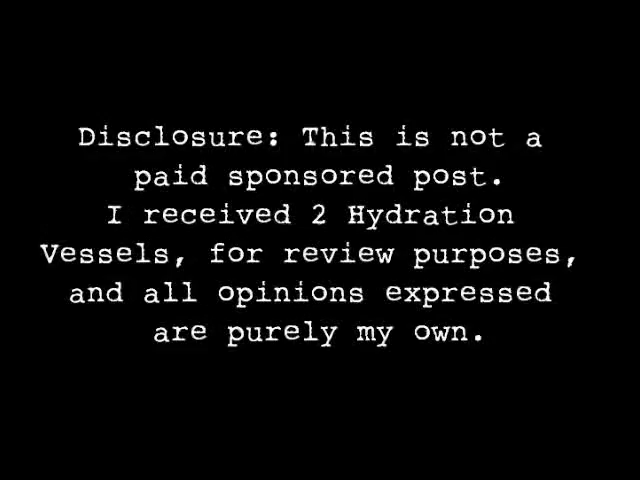 Disclosure: This is not a
paid sponsored post.
I received 2 Hydration
Vessels, for review purposes,
and all opinions expressed
are purely my own.